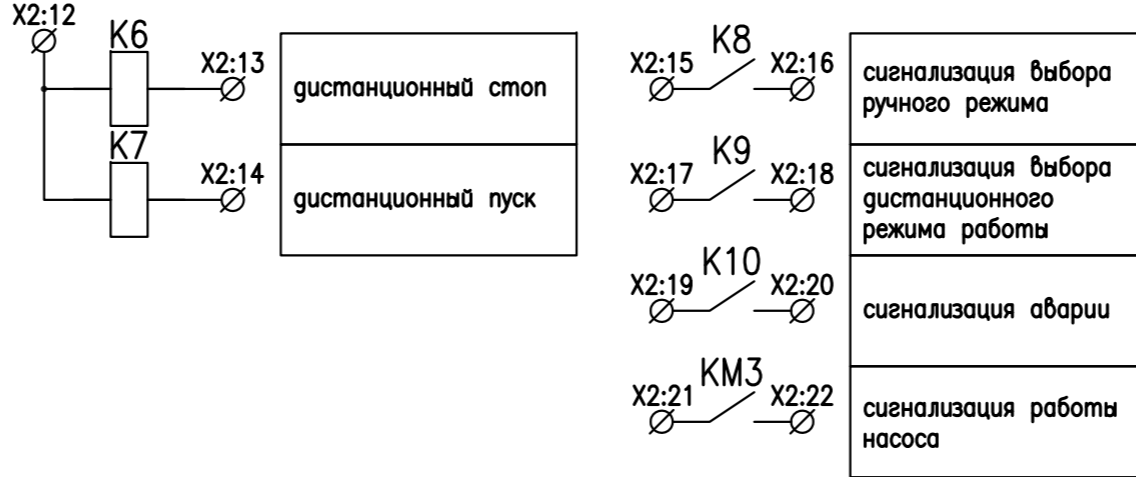 X2:12
K6
X2:13
дистанционный стоп
K7
X2:14
дистанционный пуск
K8
X2:15
X2:16
сигнализация выбора
ручного режима
K9
X2:17
X2:18
сигнализация выбора
дистанционного
режима работы
K10
X2:19
X2:20
сигнализация аварии
KM3
X2:21
X2:22
сигнализация работы
насоса